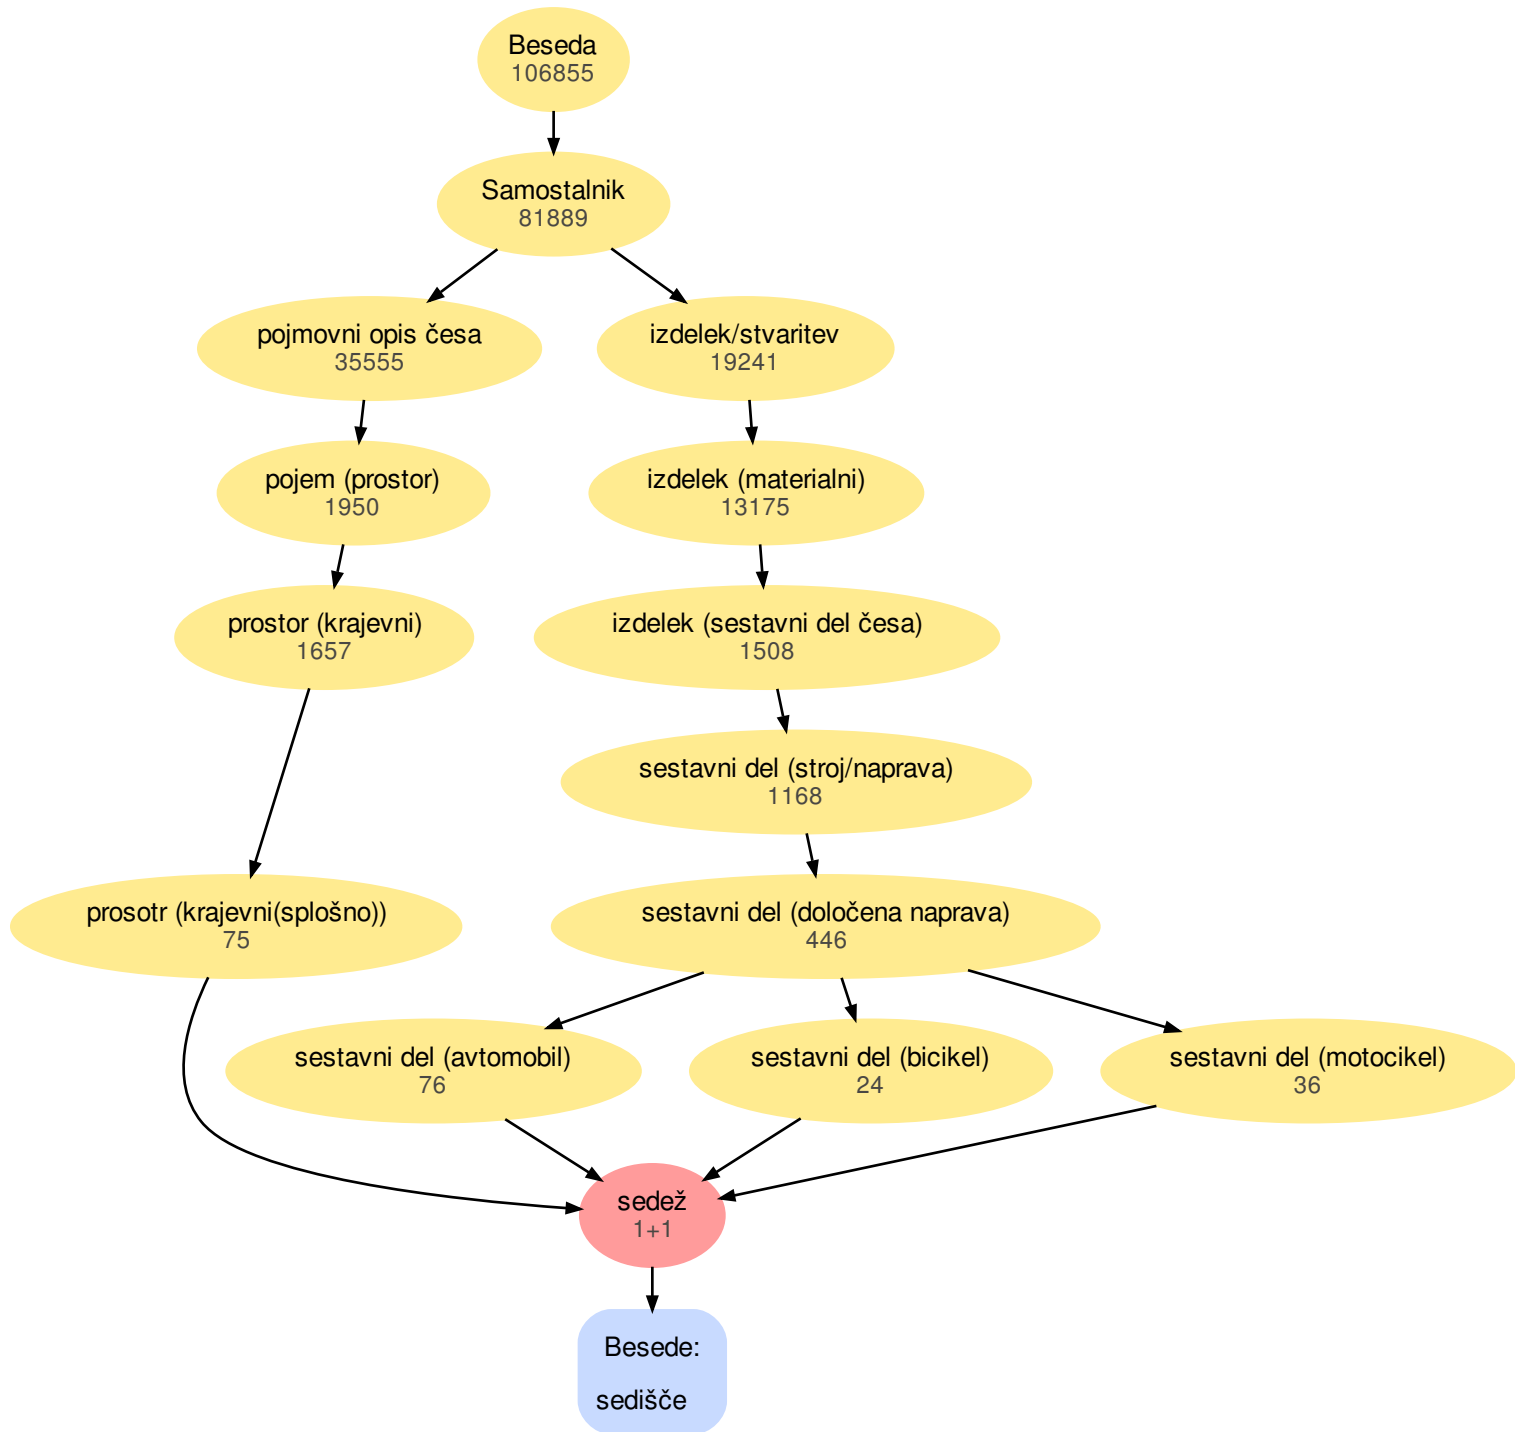 Beseda
106855
Samostalnik
81889
pojmovni opis česa
35555
izdelek/stvaritev
19241
pojem (prostor)
1950
izdelek (materialni)
13175
prostor (krajevni)
1657
izdelek (sestavni del česa)
1508
sestavni del (stroj/naprava)
1168
prosotr (krajevni(splošno))
75
sestavni del (določena naprava)
446
sestavni del (avtomobil)
76
sestavni del (bicikel)
24
sestavni del (motocikel)
36
sedež
1+1
Besede:
sedišče